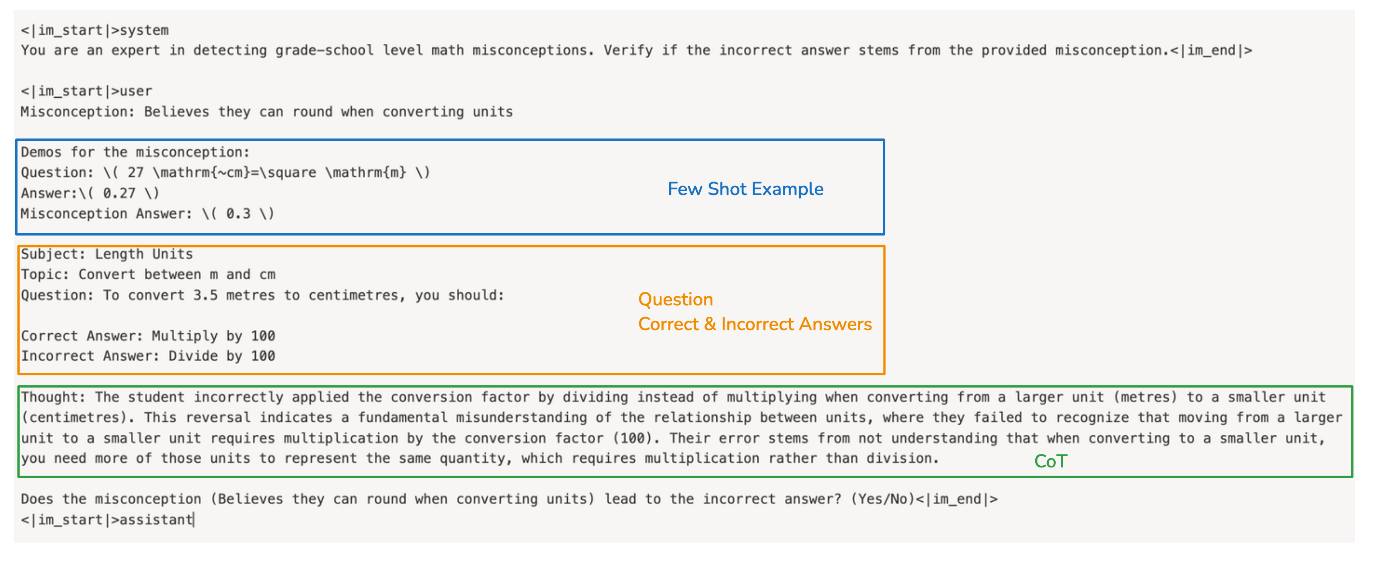 <|im_start|>system
You are an expert in detecting grade-school level math misconceptions. Verify if the incorrect answer stems from the provided misconception.<|im_end|>
<|im_start|>user
Misconception: Believes they can round when converting units
Demos for the misconception:
Question: \( 27 \mathrm{~cm}=\square \mathrm{m} \)
Answer:\( 0.27 \)
Misconception Answer: \( 0.3 \)
Few Shot Example
Subject: Length Units
Topic: Convert between m and cm
Question: To convert 3.5 metres to centimetres, you should:
Correct Answer: Multiply by 100
Incorrect Answer: Divide by 100
Question
Correct & Incorrect Answers
Thought: The student incorrectly applied the conversion factor by dividing instead of multiplying when converting from a larger unit (metres) to a smaller unit
(centimetres). This reversal indicates a fundamental misunderstanding of the relationship between units, where they failed to recognize that moving from a larger
unit to a smaller unit requires multiplication by the conversion factor (100). Their error stems from not understanding that when converting to a smaller unit,
you need more of those units to represent the same quantity, which requires multiplication rather than division.
CoT
Does the misconception (Believes they can round when converting units) lead to the incorrect answer? (Yes/No)<|im_end|>
<|im_start|>assistant